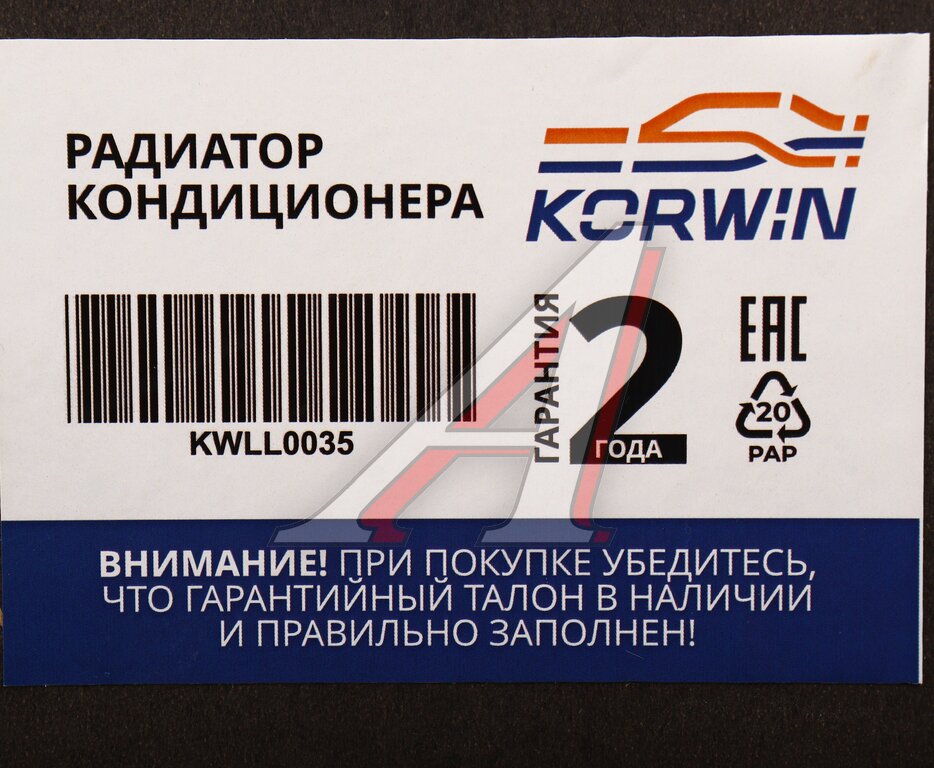 РАДИАТОР
КОНДИЦИОНЕРА
KORWIN
KWLL0035
ГАРАНТИЯ
2
ГОДА
EAC
20
PAP
ВНИМАНИЕ! ПРИ ПОКУПКЕ УБЕДИТЕСЬ,
ЧТО ГАРАНТИЙНЫЙ ТАЛОН В НАЛИЧИИ
И ПРАВИЛЬНО ЗАПОЛНЕН!